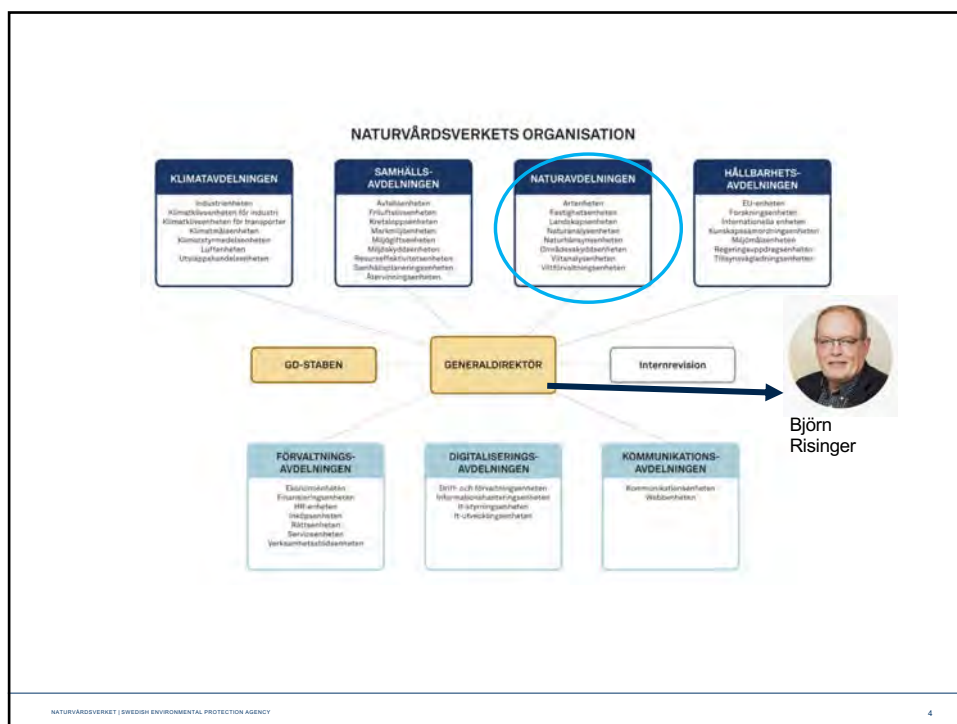 NATURVÅRDSVERKETS ORGANISATION
KLIMATAVDELNINGEN
Industrienheten
Klimatklivsenheten för industri
Klimatklivsenheten för transporter
Klimatmålsenheten
Klimatstyrmedelsenheten
Luftenheten
Utsläppshandelsenheten
SAMHÄLLS-
AVDELNINGEN
Avfallsenheten
Friluftslivsenheten
Kretsloppsenheten
Markmiljöenheten
Miljögiftsenheten
Miljöskyddsenheten
Resurseffektivitetsenheten
Samhällsplaneringsenheten
Återvinningsenheten
NATURAVDELNINGEN
Artenheten
Fastighetsenheten
Landskapsenheten
Naturanalysenheten
Naturhänsynsenheten
Områdesskyddsenheten
Viltanalysenheten
Viltförvaltningsenheten
HÅLLBARHETS-
AVDELNINGEN
EU-enheten
Forskningsenheten
Internationella enheten
Kunskapssamordningsenheten
Miljömålsenheten
Regeringsuppdragsenheten
Tillsynsvägledningsenheten
GD-STABEN
GENERALDIREKTÖR
Internrevision
Björn
Risinger
FÖRVALTNINGS-
AVDELNINGEN
Ekonomienheten
Finansieringsenheten
HR-enheten
Inköpsenheten
Rättsenheten
Serviceenheten
Verksamhetsstödsenheten
DIGITALISERINGS-
AVDELNINGEN
Drift- och förvaltningsenheten
Informationshanteringsenheten
It-styrningsenheten
It-utvecklingsenheten
KOMMUNIKATIONS-
AVDELNINGEN
Kommunikationsenheten
Webbenheten
NATURVÅRDSVERKET | SWEDISH ENVIRONMENTAL PROTECTION AGENCY
4